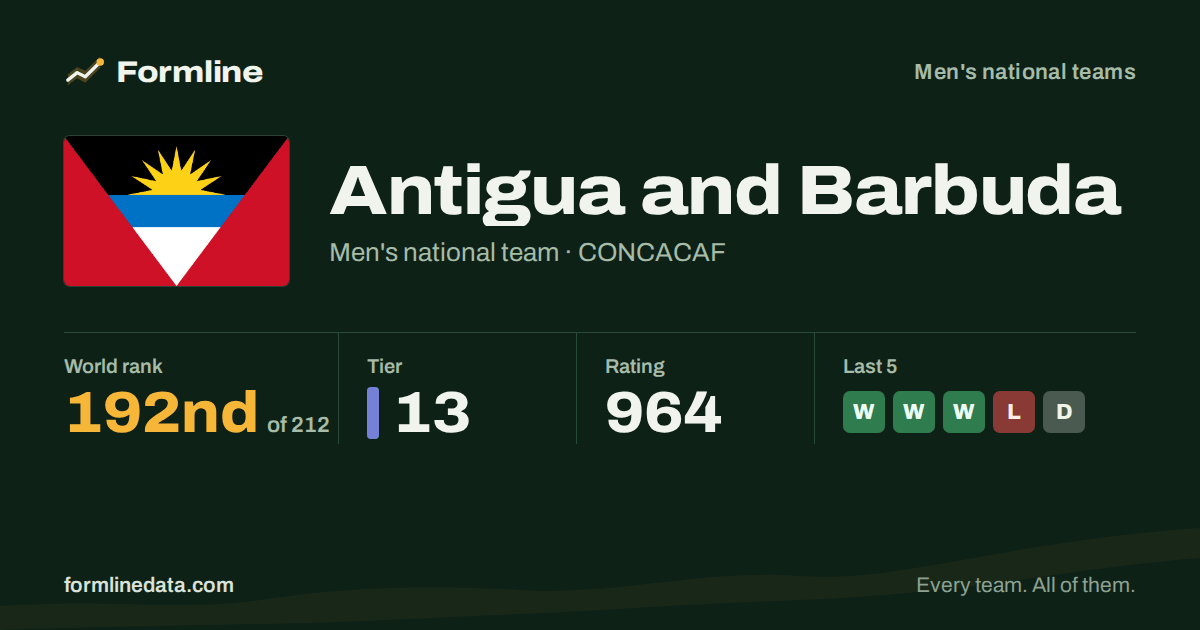 Formline
Men's national teams
Antigua and Barbuda
Men's national team · CONCACAF
World rank
192nd of 212
Tier
13
Rating
964
Last 5
W W W L D
formlinedata.com
Every team. All of them.